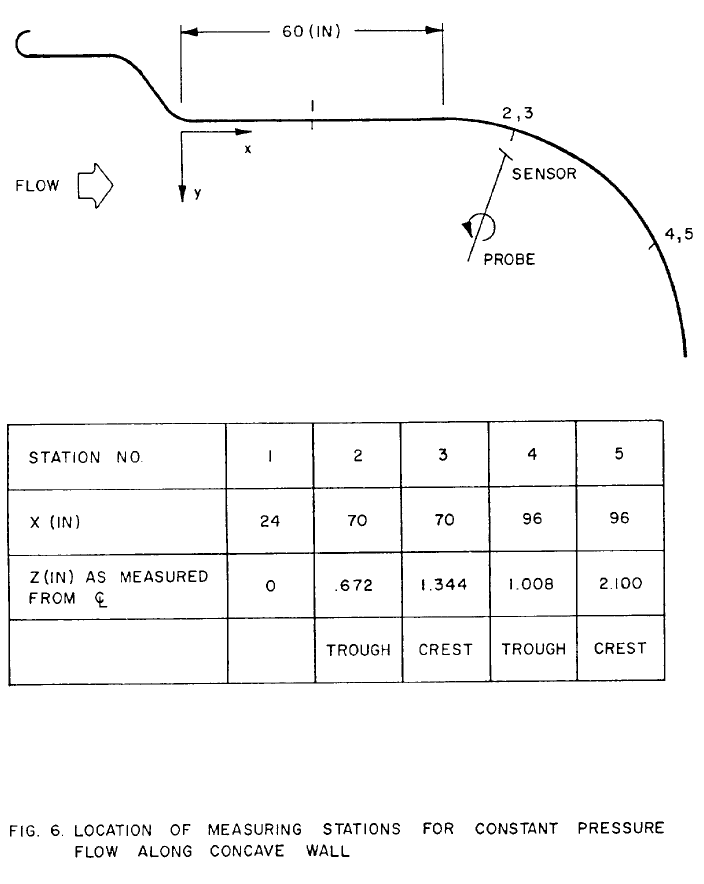 60 (IN)
1
2,3
x
FLOW
y
SENSOR
4,5
PROBE
STATION NO. 1 2 3 4 5
X (IN) 24 70 70 96 96
Z (IN) AS MEASURED
FROM ℄ 0 .672 1.344 1.008 2.100
TROUGH CREST TROUGH CREST
FIG. 6. LOCATION OF MEASURING STATIONS FOR CONSTANT PRESSURE
FLOW ALONG CONCAVE WALL